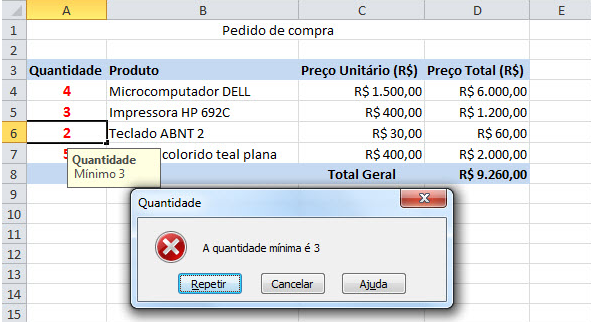 A B C D E
1 Pedido de compra
2
3 Quantidade Produto Preço Unitário (R$) Preço Total (R$)
4 4 Microcomputador DELL R$ 1.500,00 R$ 6.000,00
5 3 Impressora HP 692C R$ 400,00 R$ 1.200,00
6 2 Teclado ABNT 2 R$ 30,00 R$ 60,00
7 colorido teal plana R$ 400,00 R$ 2.000,00
Quantidade
Mínimo 3
8 Total Geral R$ 9.260,00
9
Quantidade
10
11
A quantidade mínima é 3
12
13
Repetir Cancelar Ajuda
14
15